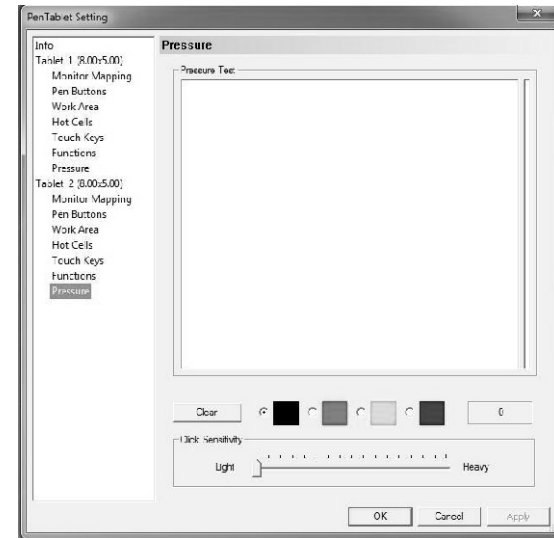 PenTablet Setting
Info
Tablet 1 (8.00x5.00)
Monitor Mapping
Pen Buttons
Work Area
Hot Cells
Touch Keys
Functions
Pressure
Tablet 2 (8.00x5.00)
Monitor Mapping
Pen Buttons
Work Area
Hot Cells
Touch Keys
Functions
Pressure
Pressure
Pressure Test
Clear
0
Click Sensitivity
Light
Heavy
OK
Cancel
Apply